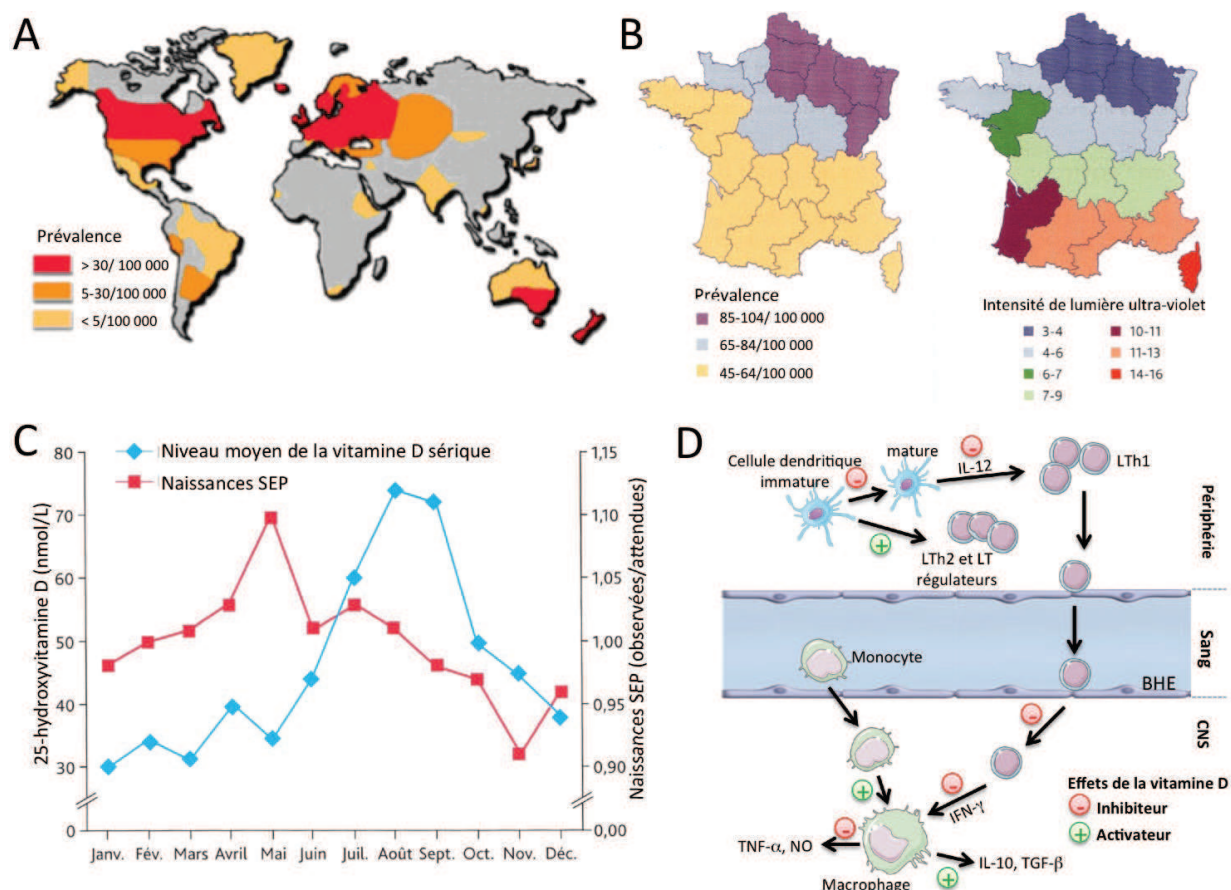 A
Prévalence
> 30/ 100 000
5-30/100 000
< 5/100 000
B
Prévalence
85-104/ 100 000
65-84/100 000
45-64/100 000
Intensité de lumière ultra-violet
3-4
4-6
6-7
7-9
10-11
11-13
14-16
C
Niveau moyen de la vitamine D sérique
Naissances SEP
25-hydroxyvitamine D (nmol/L)
80
70
60
50
40
30
0
Naissances SEP (observées/attendues)
1,15
1,10
1,05
1,00
0,95
0,90
0,00
Janv. Fév. Mars Avril Mai Juin Juil. Août Sept. Oct. Nov. Déc.
D
Cellule dendritique
immature
mature
IL-12
LTh1
LTh2 et LT
régulateurs
Périphérie
Monocyte
BHE
Sang
CNS
IFN-γ
TNF-α, NO
IL-10, TGF-β
Macrophage
Effets de la vitamine D
- Inhibiteur
+ Activateur